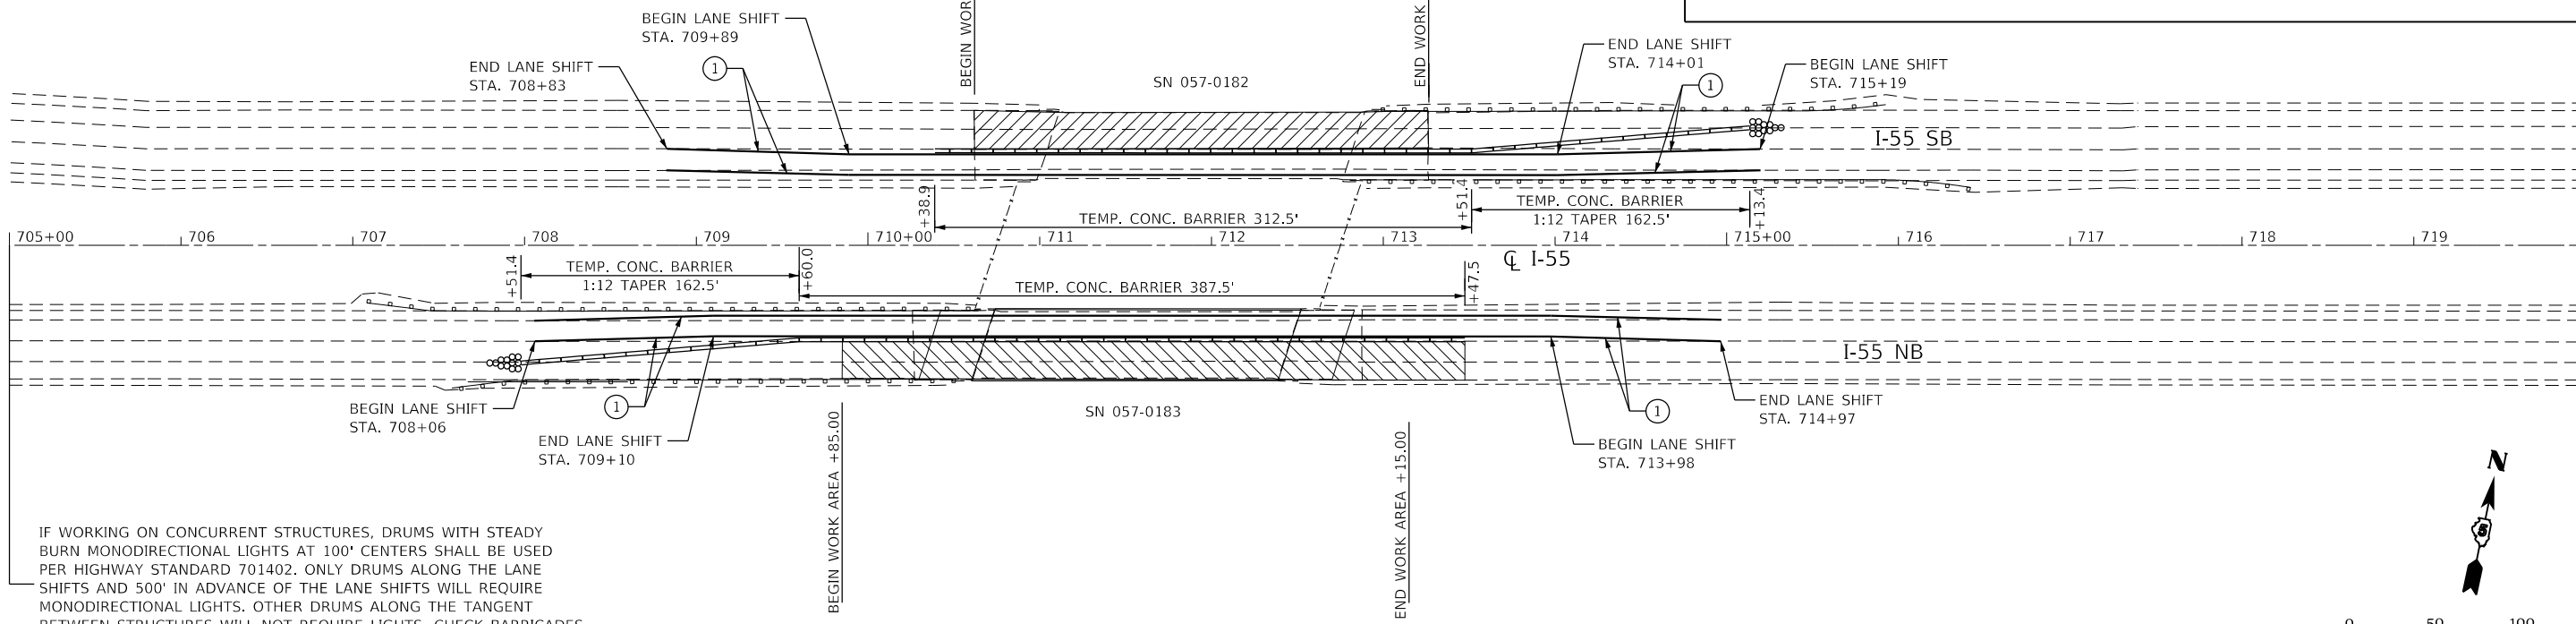 BEGIN LANE SHIFT
STA. 709+89
END LANE SHIFT
STA. 708+83
1
SN 057-0182
END LANE SHIFT
STA. 714+01
1
BEGIN LANE SHIFT
STA. 715+19
BEGIN
END WORK
I-55 SB
+38.9
TEMP. CONC. BARRIER 312.5'
+51.4
TEMP. CONC. BARRIER
1:12 TAPER 162.5'
+13.4
705+00 706 707 708 709 710+00 711 712 713 714 715+00 716 717 718 719
℄ I-55
+51.4
TEMP. CONC. BARRIER
1:12 TAPER 162.5'
+60.0
TEMP. CONC. BARRIER 387.5'
+47.5
I-55 NB
BEGIN LANE SHIFT
STA. 708+06
1
END LANE SHIFT
STA. 709+10
SN 057-0183
BEGIN WORK AREA +85.00
END WORK AREA +15.00
1
BEGIN LANE SHIFT
STA. 713+98
END LANE SHIFT
STA. 714+97
N
IF WORKING ON CONCURRENT STRUCTURES, DRUMS WITH STEADY
BURN MONODIRECTIONAL LIGHTS AT 100' CENTERS SHALL BE USED
PER HIGHWAY STANDARD 701402. ONLY DRUMS ALONG THE LANE
SHIFTS AND 500' IN ADVANCE OF THE LANE SHIFTS WILL REQUIRE
MONODIRECTIONAL LIGHTS. OTHER DRUMS ALONG THE TANGENT
BETWEEN STRUCTURES WILL NOT REQUIRE LIGHTS. CHECK BARRICADES
0 50 100